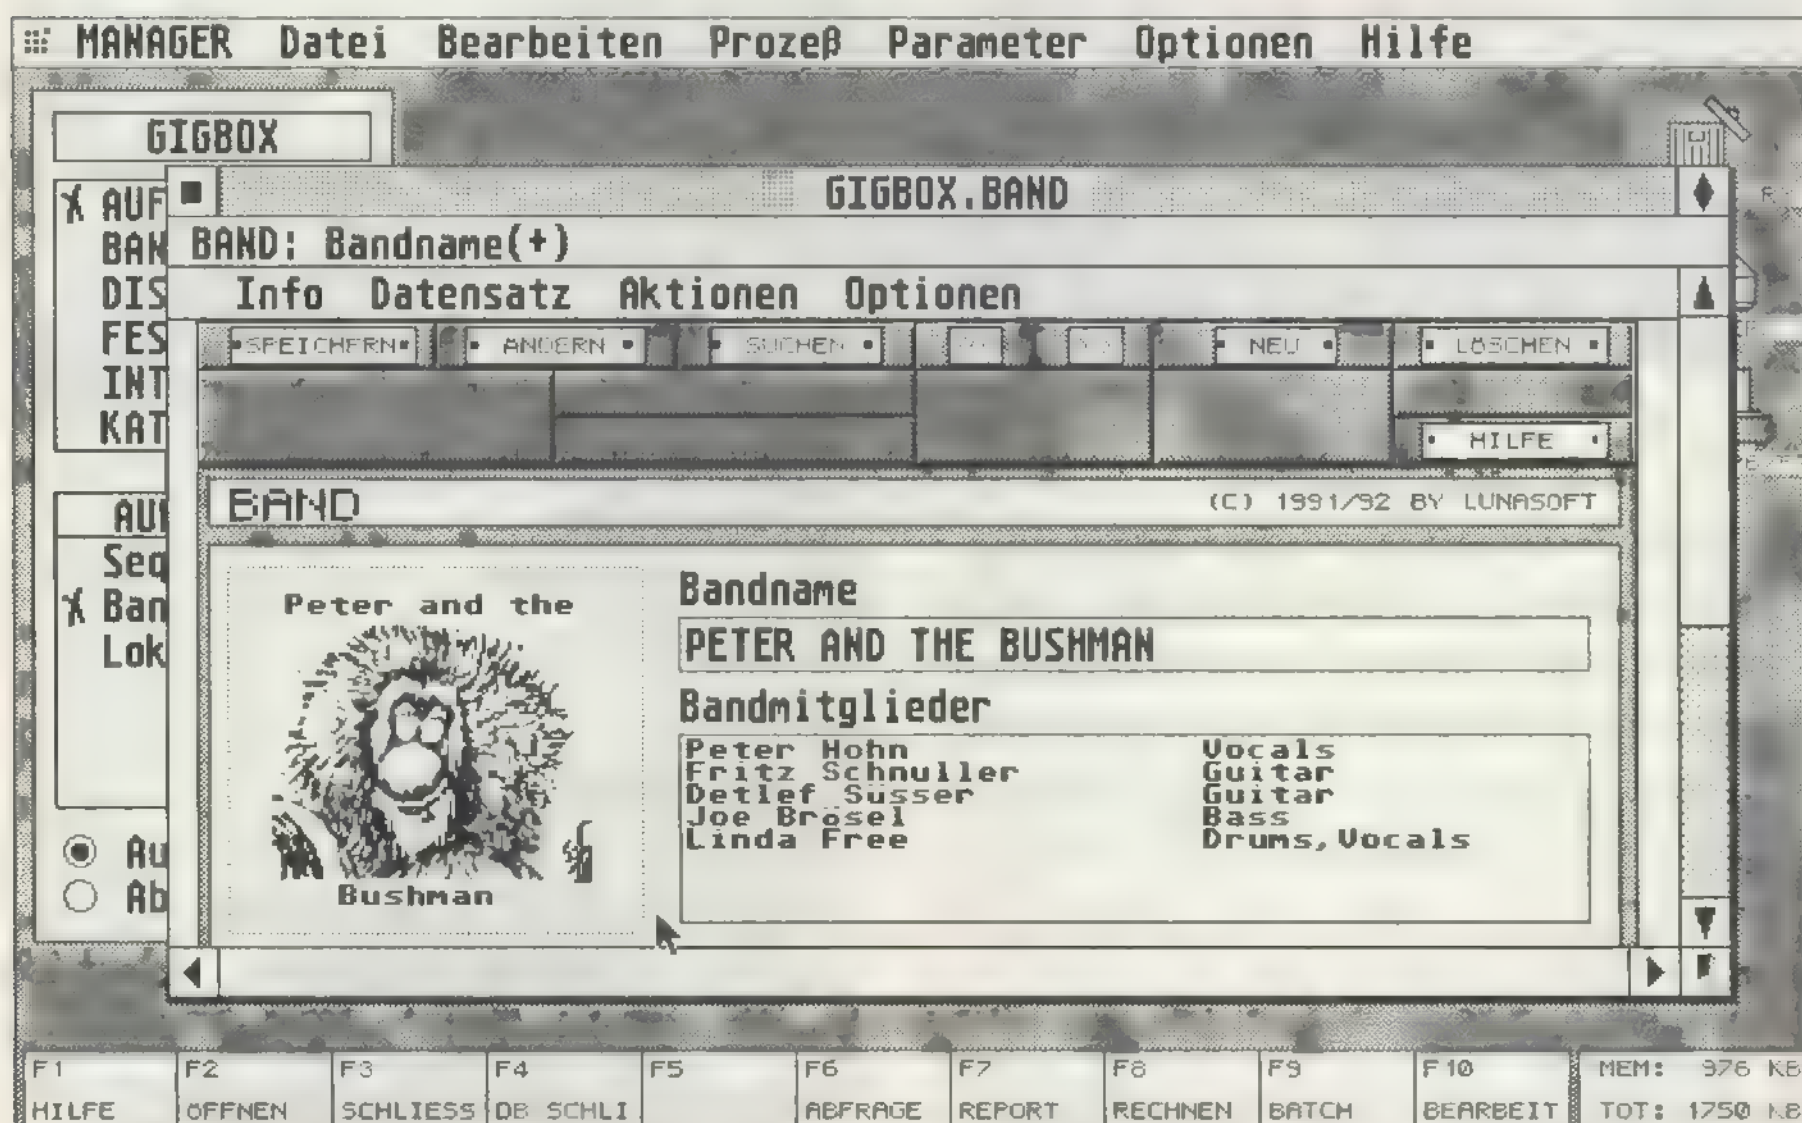 MANAGER Datei Bearbeiten Prozeß Parameter Optionen Hilfe
GIGBOX
AUF
BAN
DIS
FES
INT
KAT
GIGBOX.BAND
BAND: Bandname(+)
Info Datensatz Aktionen Optionen
SPEICHERN ÄNDERN SUCHEN NEU LÖSCHEN
HILFE
BAND
(C) 1991/92 BY LUNASOFT
AUF
Seq
Ban
Lok
Au
Ab
Peter and the
Bushman
Bandname
PETER AND THE BUSHMAN
Bandmitglieder
Peter Hohn Vocals
Fritz Schnuller Guitar
Detlef Süsser Guitar
Joe Brösel Bass
Linda Free Drums,Vocals
F1 F2 F3 F4 F5 F6 F7 F8 F9 F10 MEM: 976 KB
HILFE ÖFFNEN SCHLIESS DB SCHLI ABFRAGE REPORT RECHNEN BATCH BEARBEIT TOT: 1750 KB